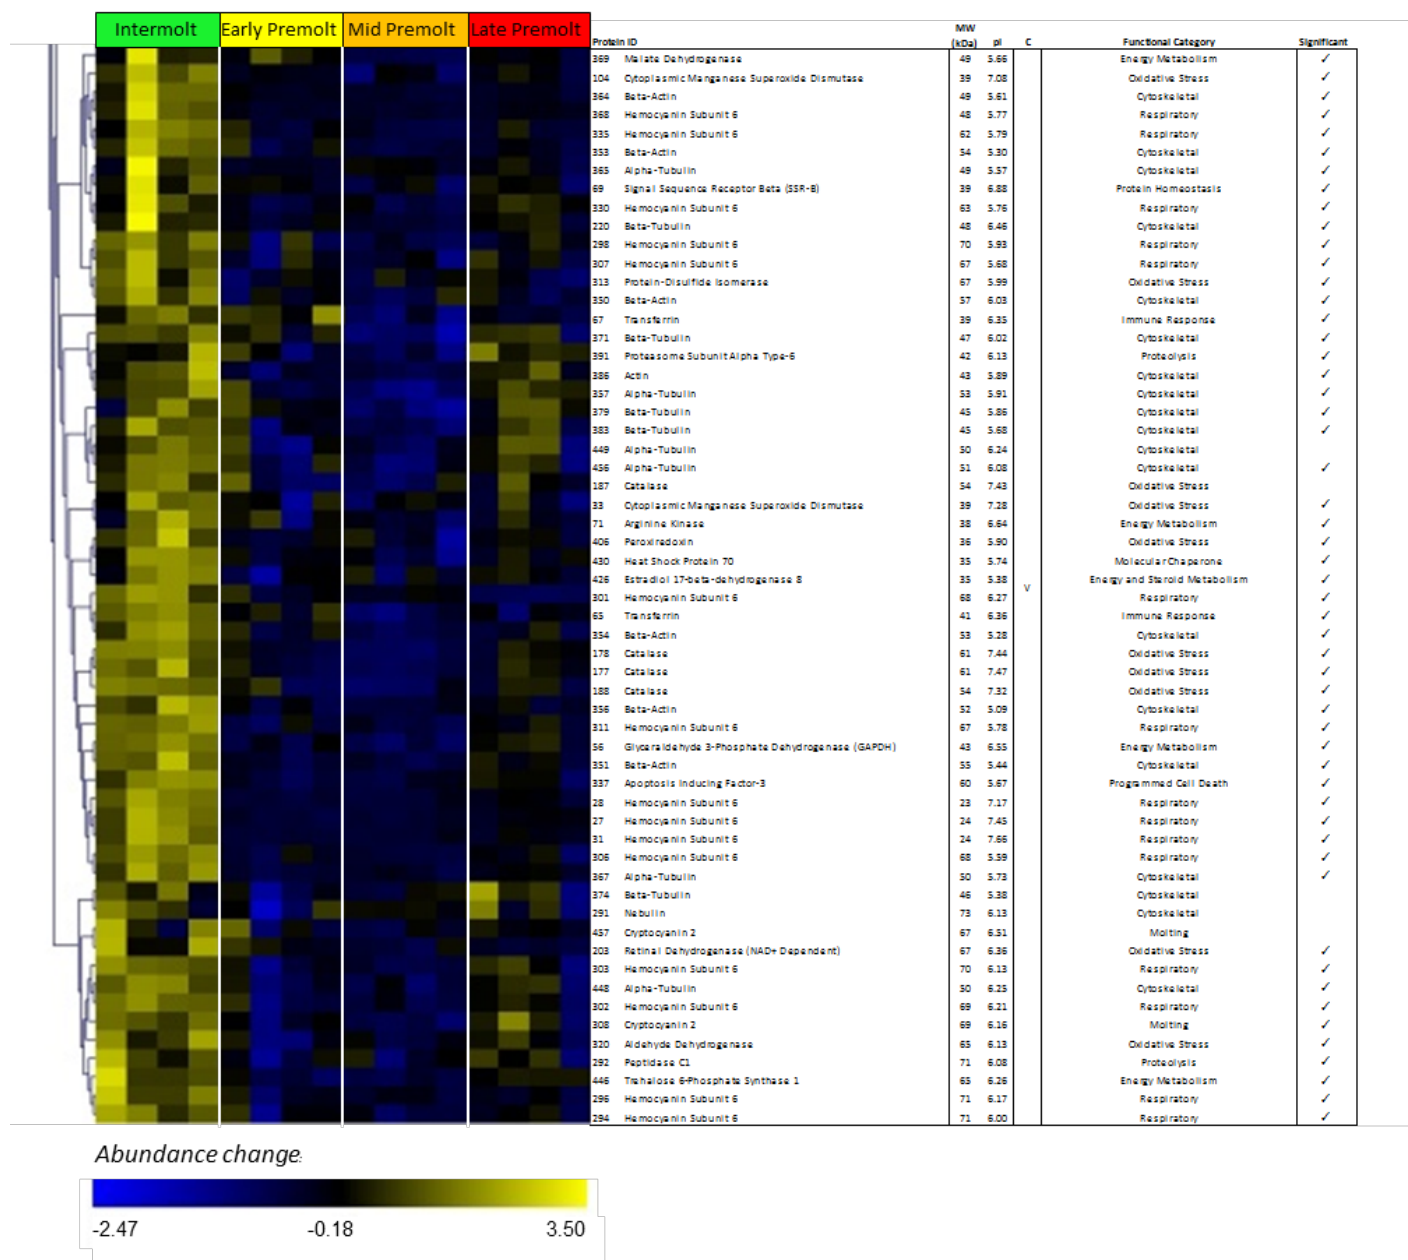 Intermolt Early Premolt Mid Premolt Late Premolt
MW
Protein ID (kDa) pI C Functional Category Significant
369 Malate Dehydrogenase 49 5.66 Energy Metabolism ✓
104 Cytoplasmic Manganese Superoxide Dismutase 39 7.08 Oxidative Stress ✓
364 Beta-Actin 49 5.61 Cytoskeletal ✓
368 Hemocyanin Subunit 6 48 5.77 Respiratory ✓
335 Hemocyanin Subunit 6 62 5.79 Respiratory ✓
353 Beta-Actin 54 5.30 Cytoskeletal ✓
365 Alpha-Tubulin 49 5.57 Cytoskeletal ✓
69 Signal Sequence Receptor Beta (SSR-B) 39 6.88 Protein Homeostasis ✓
330 Hemocyanin Subunit 6 63 5.76 Respiratory ✓
220 Beta-Tubulin 48 6.46 Cytoskeletal ✓
298 Hemocyanin Subunit 6 70 5.93 Respiratory ✓
307 Hemocyanin Subunit 6 67 5.68 Respiratory ✓
313 Protein-Disulfide Isomerase 67 5.99 Oxidative Stress ✓
350 Beta-Actin 57 6.03 Cytoskeletal ✓
67 Transferrin 39 6.35 Immune Response ✓
371 Beta-Tubulin 47 6.02 Cytoskeletal ✓
391 Proteasome Subunit Alpha Type-6 42 6.13 Proteolysis ✓
386 Actin 43 5.89 Cytoskeletal ✓
357 Alpha-Tubulin 53 5.91 Cytoskeletal ✓
379 Beta-Tubulin 45 5.86 Cytoskeletal ✓
383 Beta-Tubulin 45 5.68 Cytoskeletal ✓
449 Alpha-Tubulin 50 6.24 Cytoskeletal
456 Alpha-Tubulin 51 6.08 Cytoskeletal ✓
187 Catalase 54 7.43 Oxidative Stress
33 Cytoplasmic Manganese Superoxide Dismutase 39 7.28 Oxidative Stress ✓
71 Arginine Kinase 38 6.64 Energy Metabolism ✓
406 Peroxiredoxin 36 5.90 Oxidative Stress ✓
430 Heat Shock Protein 70 35 5.74 Molecular Chaperone ✓
426 Estradiol 17-beta-dehydrogenase 8 35 5.38 Energy and Steroid Metabolism ✓
V
301 Hemocyanin Subunit 6 68 6.27 Respiratory ✓
65 Transferrin 41 6.36 Immune Response ✓
354 Beta-Actin 53 5.28 Cytoskeletal ✓
178 Catalase 61 7.44 Oxidative Stress ✓
177 Catalase 61 7.47 Oxidative Stress ✓
188 Catalase 54 7.32 Oxidative Stress ✓
356 Beta-Actin 52 5.09 Cytoskeletal ✓
311 Hemocyanin Subunit 6 67 5.78 Respiratory ✓
56 Glyceraldehyde 3-Phosphate Dehydrogenase (GAPDH) 43 6.55 Energy Metabolism ✓
351 Beta-Actin 55 5.44 Cytoskeletal ✓
337 Apoptosis Inducing Factor-3 60 5.67 Programmed Cell Death ✓
28 Hemocyanin Subunit 6 23 7.17 Respiratory ✓
27 Hemocyanin Subunit 6 24 7.45 Respiratory ✓
31 Hemocyanin Subunit 6 24 7.66 Respiratory ✓
306 Hemocyanin Subunit 6 68 5.59 Respiratory ✓
367 Alpha-Tubulin 50 5.73 Cytoskeletal ✓
374 Beta-Tubulin 46 5.38 Cytoskeletal
291 Nebulin 73 6.13 Cytoskeletal
457 Cryptocyanin 2 67 6.51 Molting
203 Retinal Dehydrogenase (NAD+ Dependent) 67 6.36 Oxidative Stress ✓
303 Hemocyanin Subunit 6 70 6.13 Respiratory ✓
448 Alpha-Tubulin 50 6.25 Cytoskeletal ✓
302 Hemocyanin Subunit 6 69 6.21 Respiratory ✓
308 Cryptocyanin 2 69 6.16 Molting ✓
320 Aldehyde Dehydrogenase 65 6.13 Oxidative Stress ✓
292 Peptidase C1 71 6.08 Proteolysis ✓
446 Trehalose 6-Phosphate Synthase 1 65 6.26 Energy Metabolism ✓
296 Hemocyanin Subunit 6 71 6.17 Respiratory ✓
294 Hemocyanin Subunit 6 71 6.00 Respiratory ✓
Abundance change:
-2.47 -0.18 3.50